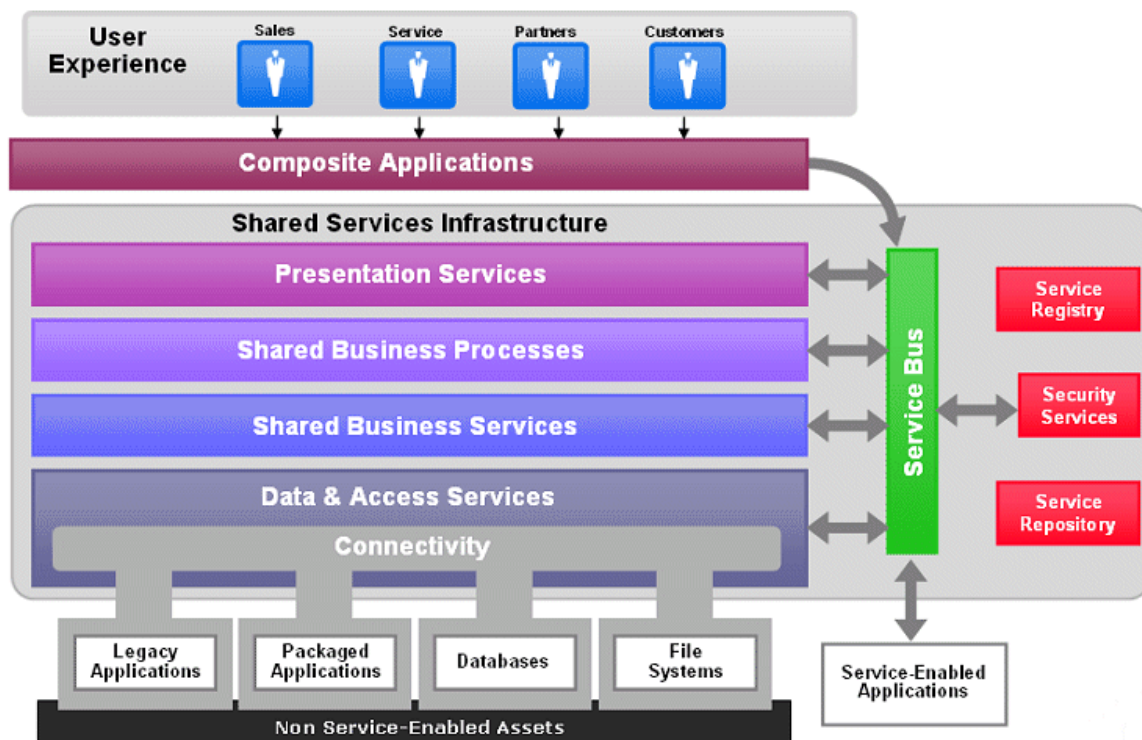 User
Experience
Sales
Service
Partners
Customers
Composite Applications
Shared Services Infrastructure
Presentation Services
Shared Business Processes
Shared Business Services
Data & Access Services
Connectivity
Service Bus
Service
Registry
Security
Services
Service
Repository
Legacy
Applications
Packaged
Applications
Databases
File
Systems
Service-Enabled
Applications
Non Service-Enabled Assets